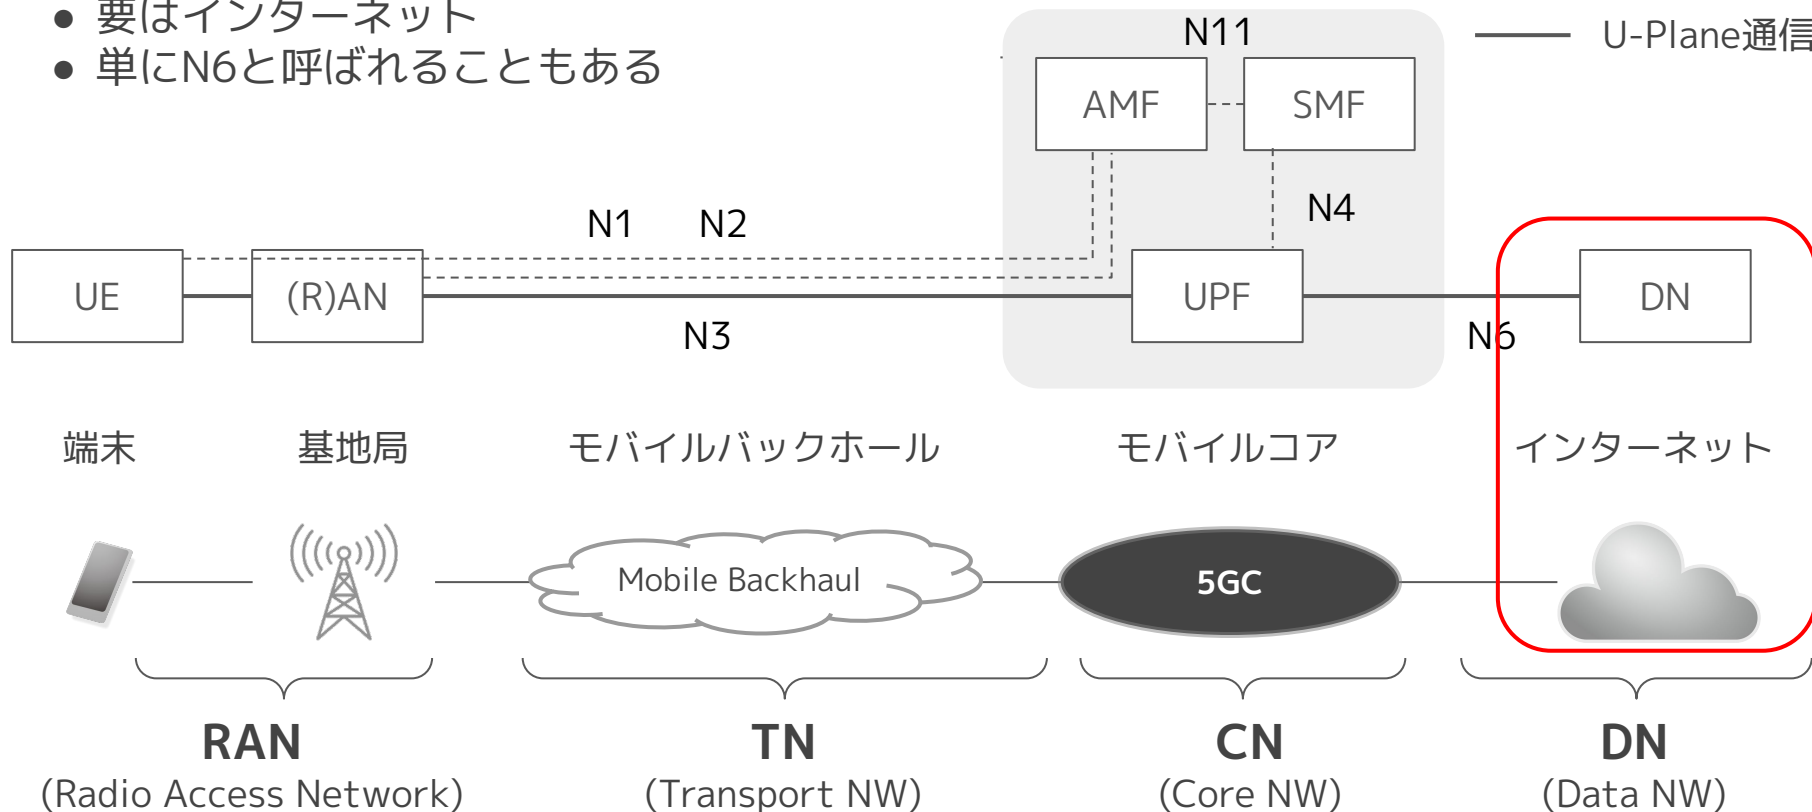 ● 要はインターネット
● 単にN6と呼ばれることもある
U-Plane通信
N11
AMF
SMF
N1
N2
N4
UE
(R)AN
UPF
DN
N3
N6
端末
基地局
モバイルバックホール
モバイルコア
インターネット
Mobile Backhaul
5GC
RAN
TN
CN
DN
(Radio Access Network)
(Transport NW)
(Core NW)
(Data NW)